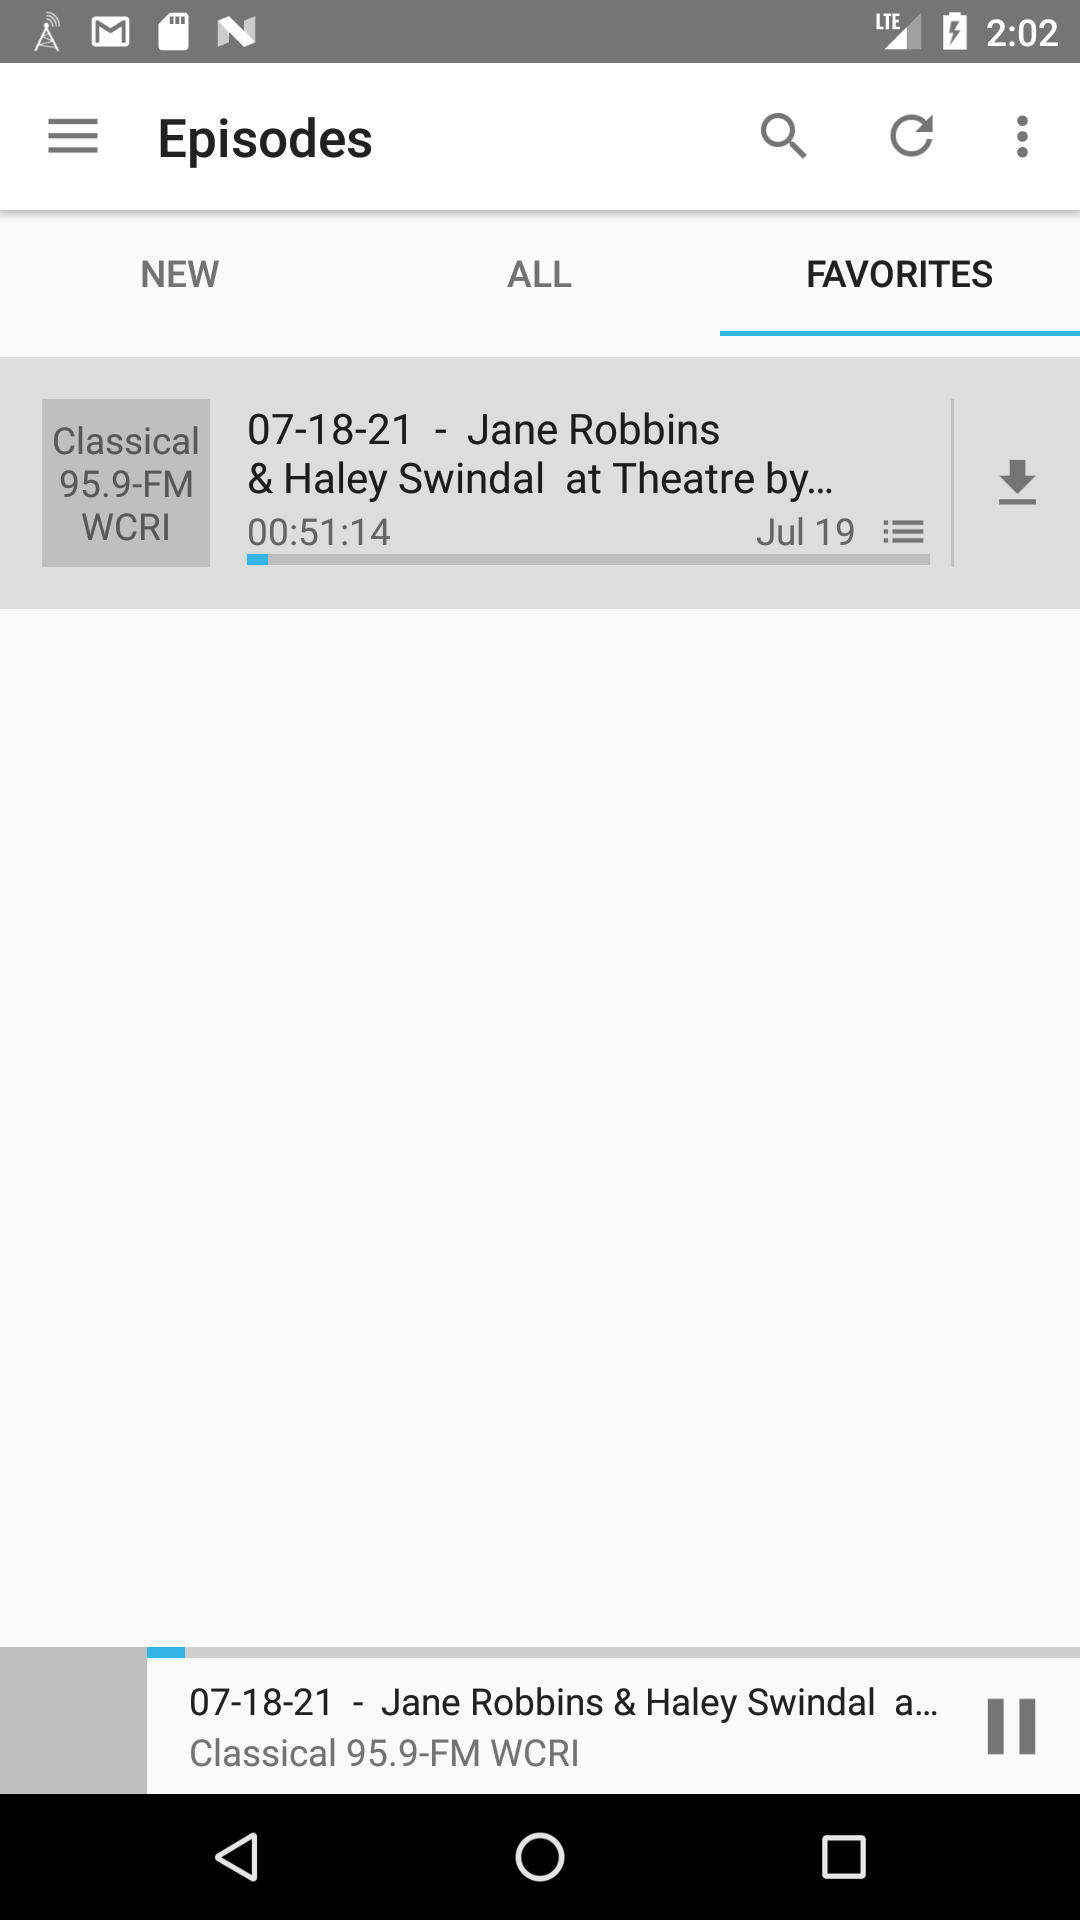 LTE 2:02
Episodes
NEW ALL FAVORITES
Classical
95.9-FM
WCRI
07-18-21 - Jane Robbins
& Haley Swindal at Theatre by...
00:51:14 Jul 19
07-18-21 - Jane Robbins & Haley Swindal a...
Classical 95.9-FM WCRI